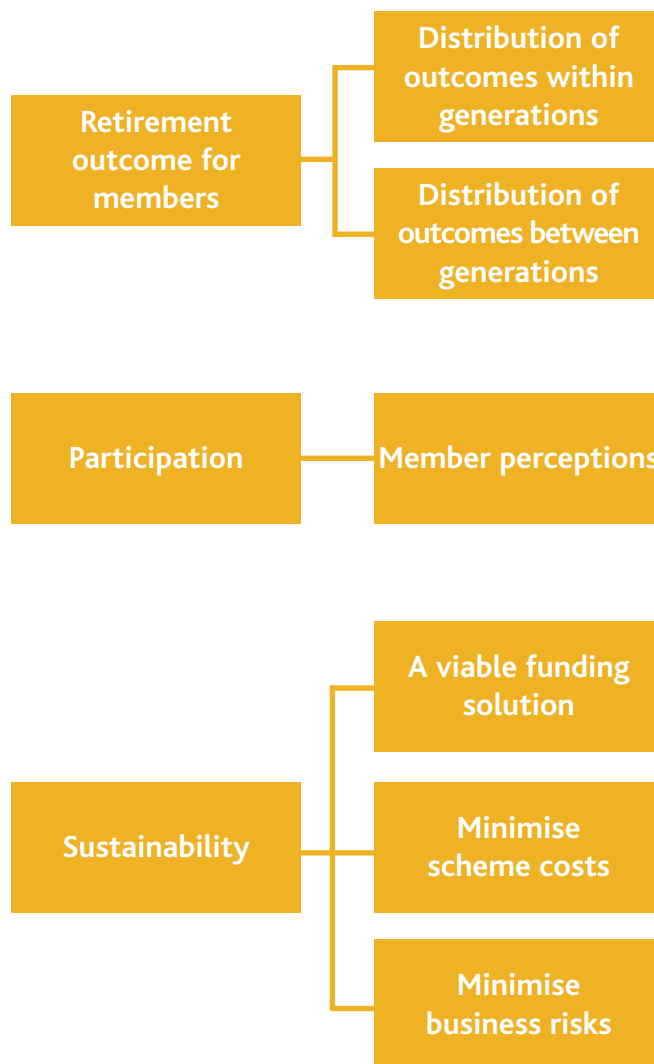 Retirement
outcome for
members
Distribution of
outcomes within
generations
Distribution of
outcomes between
generations
Participation
Member perceptions
Sustainability
A viable funding
solution
Minimise
scheme costs
Minimise
business risks